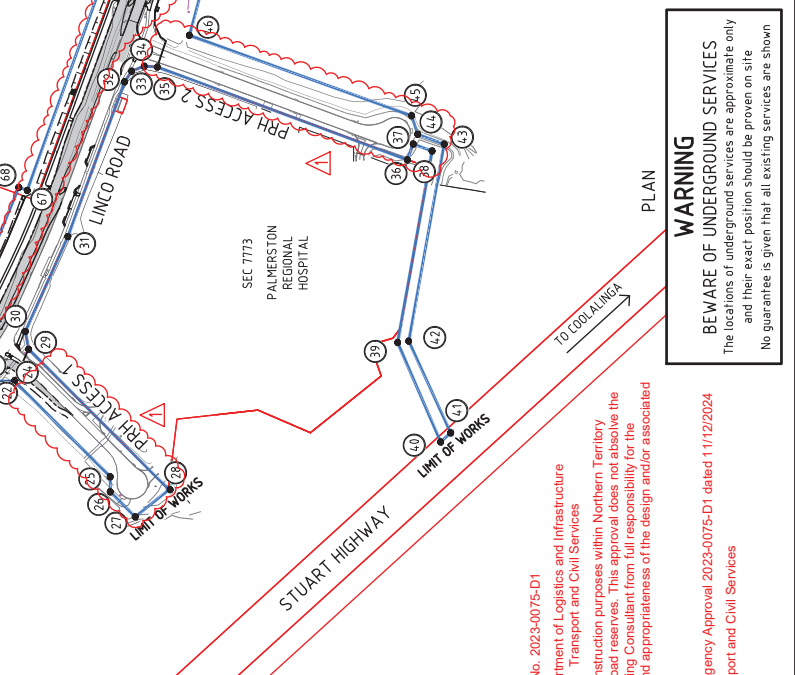 46
34
32
33
35
PRH ACCESS 2
45
44
37
43
36
38
1
68
67
LINCO ROAD
31
SEC 7773
PALMERSTON
REGIONAL
HOSPITAL
30
29
22
24
PRH ACCESS 1
1
25
26
27
28
LIMIT OF WORKS
39
42
40
41
LIMIT OF WORKS
TO COOLALINGA
STUART HIGHWAY
PLAN
WARNING
BEWARE OF UNDERGROUND SERVICES
The locations of underground services are approximate only
and their exact position should be proven on site
No guarantee is given that all existing services are shown
No. 2023-0075-D1
rtment of Logistics and Infrastructure
Transport and Civil Services
nstruction purposes within Northern Territory
oad reserves. This approval does not absolve the
ing Consultant from full responsibility for the
nd appropriateness of the design and/or associated
gency Approval 2023-0075-D1 dated 11/12/2024
port and Civil Services